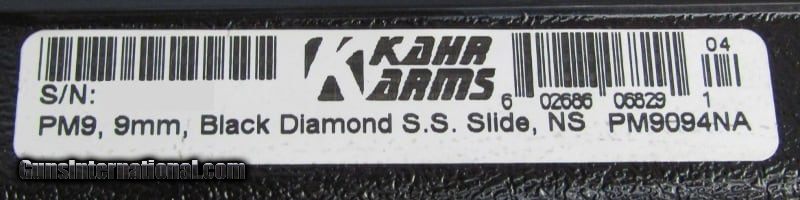 KAHR ARMS
04
S/N:
6 02686 06829 1
PM9, 9mm, Black Diamond S.S. Slide, NS PM9094NA
GunsInternational.com